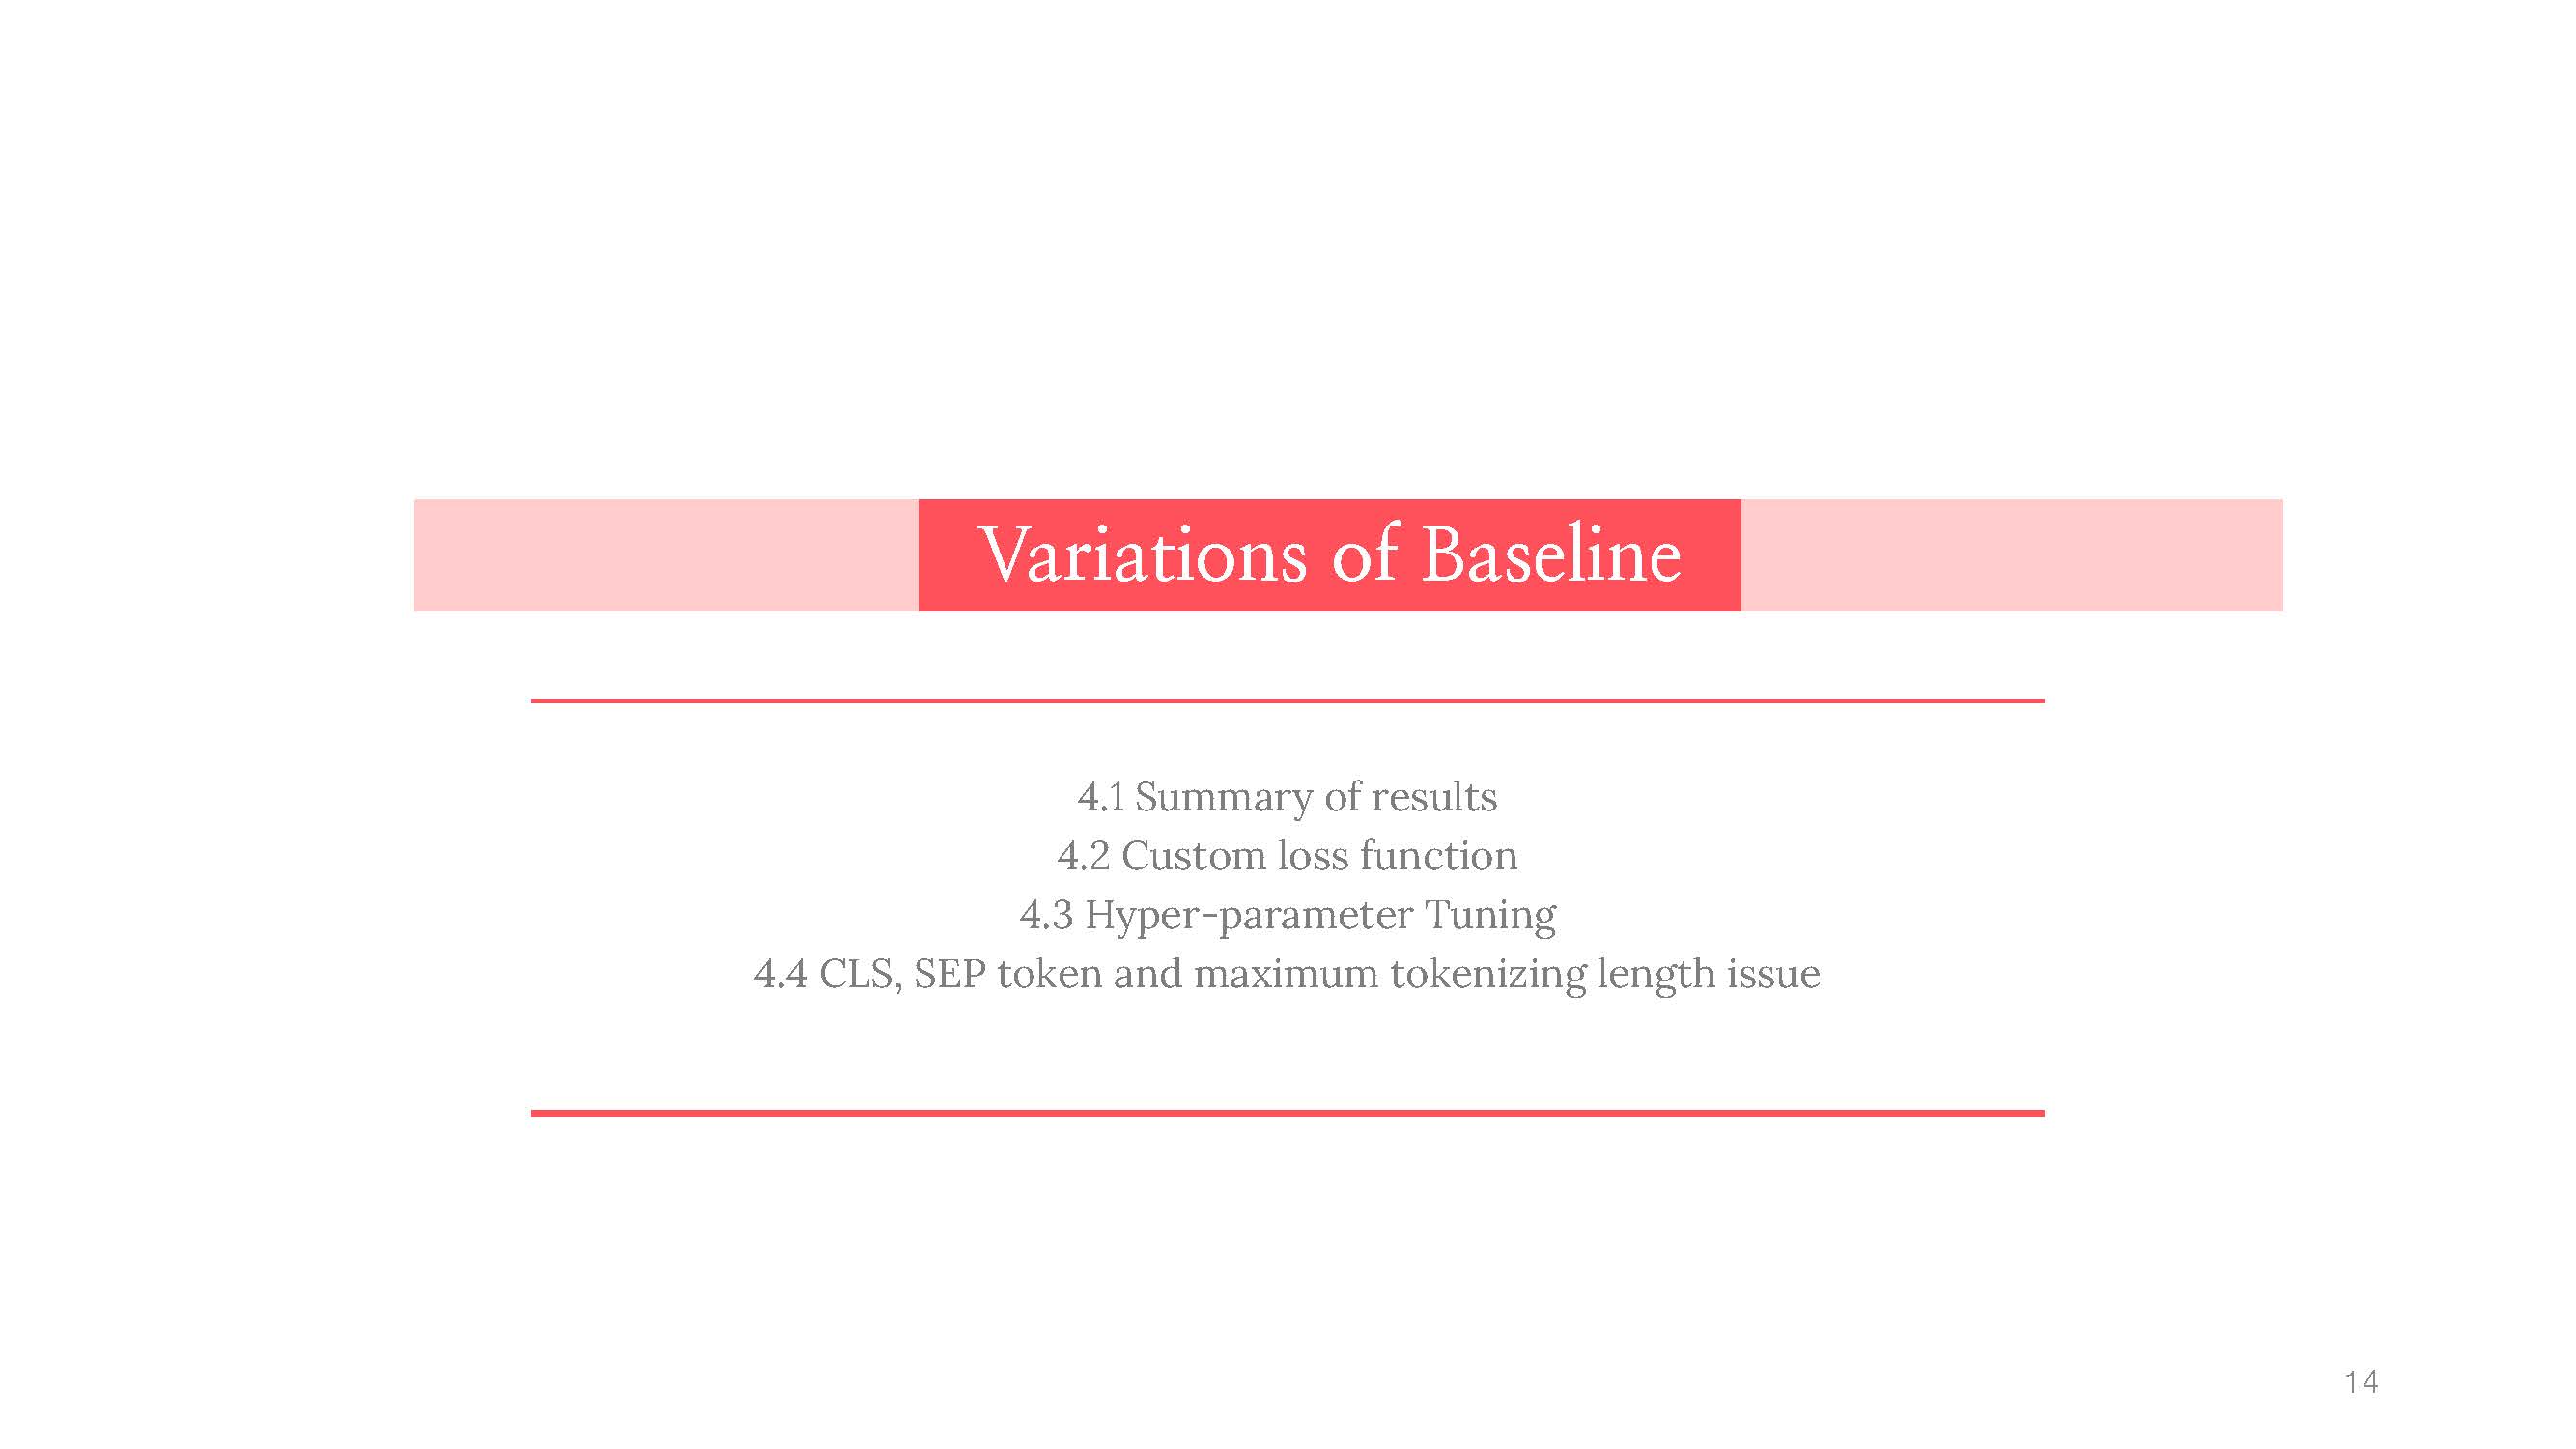 Variations of Baseline
4.1 Summary of results
4.2 Custom loss function
4.3 Hyper-parameter Tuning
4.4 CLS, SEP token and maximum tokenizing length issue
14